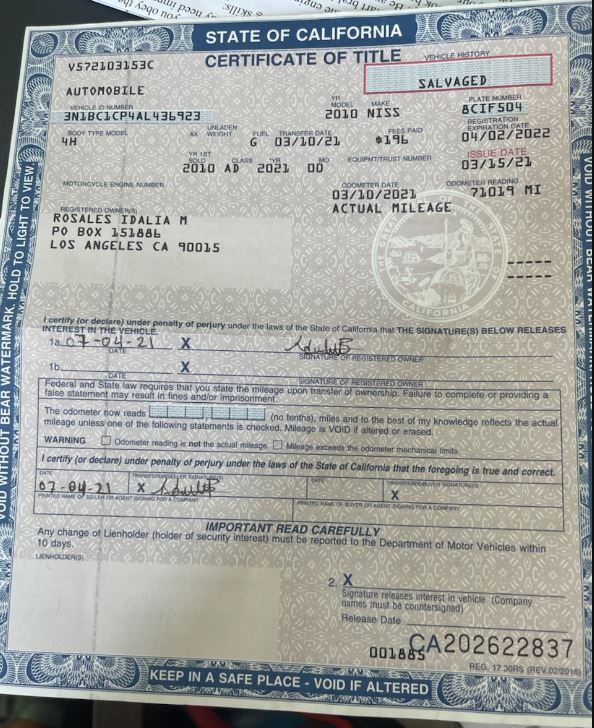 STATE OF CALIFORNIA
CERTIFICATE OF TITLE
VEHICLE HISTORY
V572103153C
SALVAGED
AUTOMOBILE
VEHICLE ID NUMBER YR MODEL MAKE PLATE NUMBER
3N1BC1CP4AL436923 2010 NISS 8CIF504
BODY TYPE MODEL AX UNLADEN WEIGHT FUEL TRANSFER DATE FEES PAID REGISTRATION EXPIRATION DATE
4H G 03/10/21 $196 04/02/2022
YR 1ST SOLD CLASS YR MO EQUIPMT/TRUST NUMBER ISSUE DATE
2010 AD 2021 00 03/15/21
MOTORCYCLE ENGINE NUMBER ODOMETER DATE ODOMETER READING
03/10/2021 71019 MI
REGISTERED OWNER(S) ACTUAL MILEAGE
ROSALES IDALIA M
PO BOX 151886
LOS ANGELES CA 90015
I certify (or declare) under penalty of perjury under the laws of the State of California that THE SIGNATURE(S) BELOW RELEASES
INTEREST IN THE VEHICLE.
1a. 07-04-21 X
DATE SIGNATURE OF REGISTERED OWNER
1b. X
DATE SIGNATURE OF REGISTERED OWNER
Federal and State law requires that you state the mileage upon transfer of ownership. Failure to complete or providing a
false statement may result in fines and/or imprisonment.
The odometer now reads (no tenths), miles and to the best of my knowledge reflects the actual
mileage unless one of the following statements is checked. Mileage is VOID if altered or erased.
WARNING Odometer reading is not the actual mileage. Mileage exceeds the odometer mechanical limits.
I certify (or declare) under penalty of perjury under the laws of the State of California that the foregoing is true and correct.
DATE TRANSFEROR/SELLER SIGNATURE(S) DATE TRANSFEREE/BUYER SIGNATURE(S)
07-04-21 X X
PRINTED NAME OF SELLER OR AGENT SIGNING FOR A COMPANY PRINTED NAME OF BUYER OR AGENT SIGNING FOR A COMPANY
IMPORTANT READ CAREFULLY
Any change of Lienholder (holder of security interest) must be reported to the Department of Motor Vehicles within
10 days.
LIENHOLDER(S)
2. X
Signature releases interest in vehicle. (Company
names must be countersigned)
Release Date
001885 CA202622837
REG. 17.30RS (REV.02/2016)
KEEP IN A SAFE PLACE - VOID IF ALTERED
VOID WITHOUT BEAR WATERMARK, HOLD TO LIGHT TO VIEW